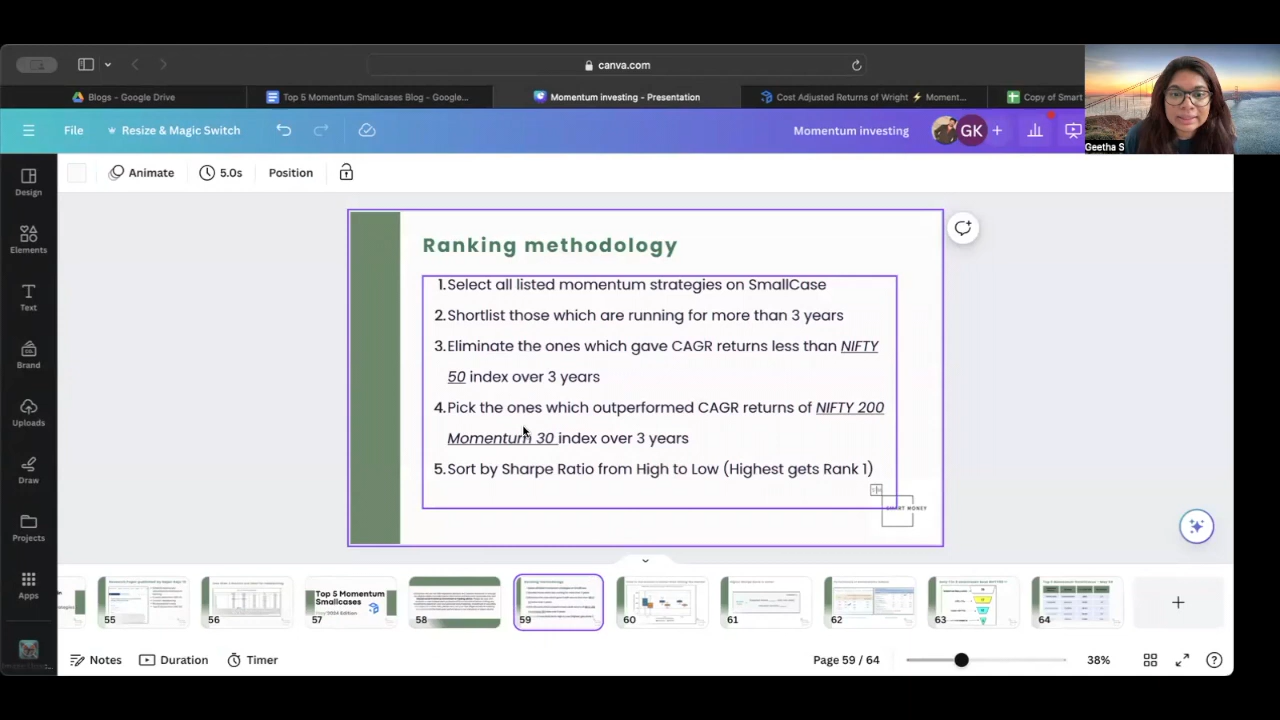 canva.com
Blogs - Google Drive
Top 5 Momentum Smallcases Blog - Google...
Momentum investing - Presentation
Cost Adjusted Returns of Wright ⚡ Moment...
Copy of Smart
File
Resize & Magic Switch
Momentum investing
GK
Geetha S
Animate
5.0s
Position
Design
Elements
Text
Brand
Uploads
Draw
Projects
Apps
Ranking methodology
1. Select all listed momentum strategies on SmallCase
2. Shortlist those which are running for more than 3 years
3. Eliminate the ones which gave CAGR returns less than NIFTY
50 index over 3 years
4. Pick the ones which outperformed CAGR returns of NIFTY 200
Momentum 30 index over 3 years
5. Sort by Sharpe Ratio from High to Low (Highest gets Rank 1)
SMART MONEY
55
56
Top 5 Momentum
Smallcases
57
58
Ranking methodology
59
60
61
62
63
64
Notes
Duration
Timer
Page 59 / 64
38%